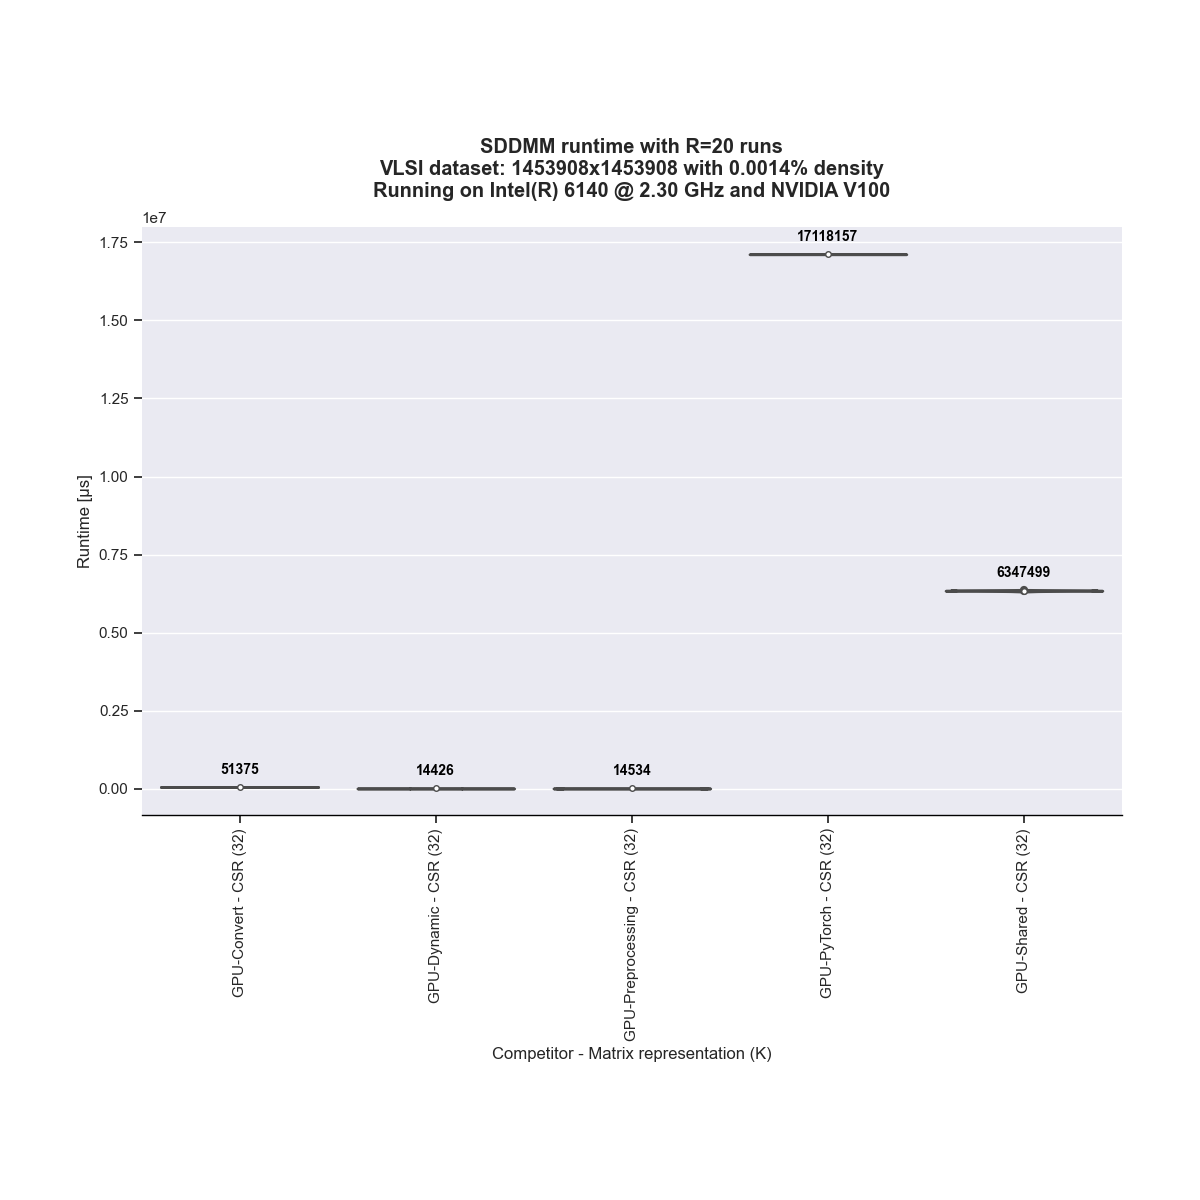 SDDMM runtime with R=20 runs
VLSI dataset: 1453908x1453908 with 0.0014% density
Running on Intel(R) 6140 @ 2.30 GHz and NVIDIA V100
1e7
1.75
1.50
1.25
1.00
0.75
0.50
0.25
0.00
Runtime [µs]
51375
14426
14534
17118157
6347499
GPU-Convert - CSR (32)
GPU-Dynamic - CSR (32)
GPU-Preprocessing - CSR (32)
GPU-PyTorch - CSR (32)
GPU-Shared - CSR (32)
Competitor - Matrix representation (K)